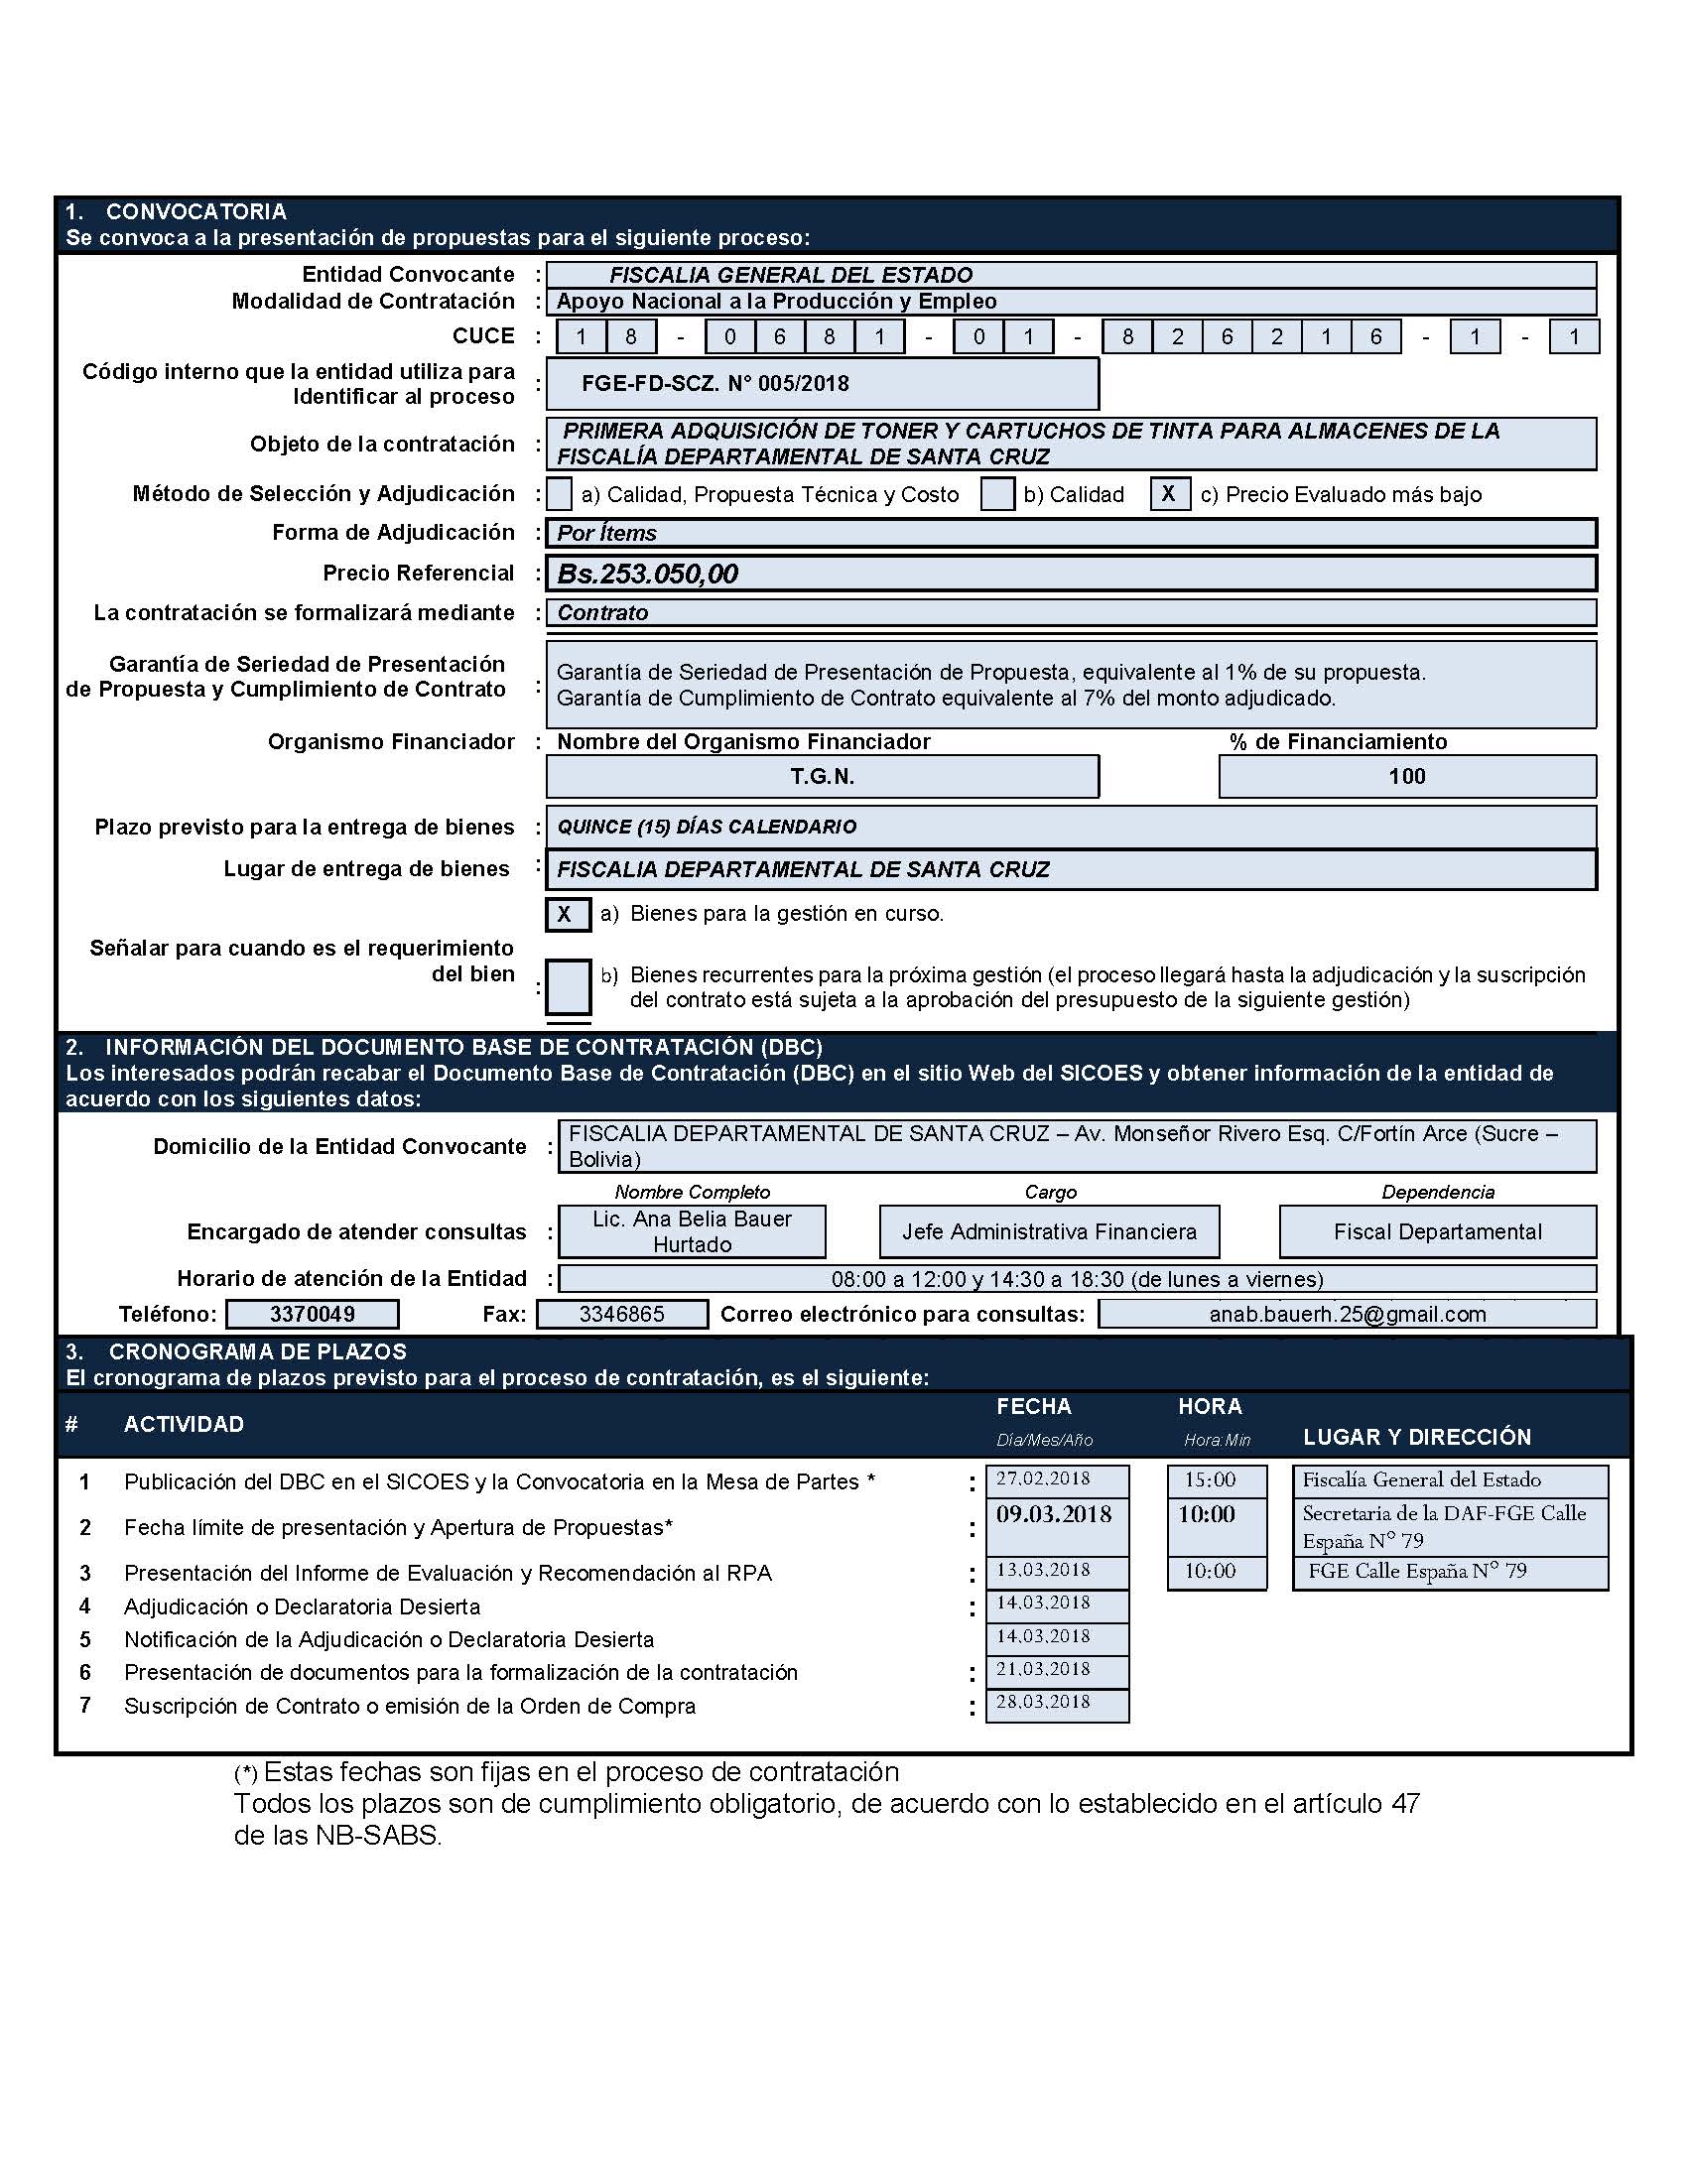 1. CONVOCATORIA
Se convoca a la presentación de propuestas para el siguiente proceso:
Entidad Convocante : FISCALIA GENERAL DEL ESTADO
Modalidad de Contratación : Apoyo Nacional a la Producción y Empleo
CUCE : 1 8 - 0 6 8 1 - 0 1 - 8 2 6 2 1 6 - 1 - 1
Código interno que la entidad utiliza para
Identificar al proceso : FGE-FD-SCZ. N° 005/2018
Objeto de la contratación : PRIMERA ADQUISICIÓN DE TONER Y CARTUCHOS DE TINTA PARA ALMACENES DE LA
FISCALÍA DEPARTAMENTAL DE SANTA CRUZ
Método de Selección y Adjudicación : a) Calidad, Propuesta Técnica y Costo b) Calidad X c) Precio Evaluado más bajo
Forma de Adjudicación : Por Ítems
Precio Referencial : Bs.253.050,00
La contratación se formalizará mediante : Contrato
Garantía de Seriedad de Presentación
de Propuesta y Cumplimiento de Contrato :
Garantía de Seriedad de Presentación de Propuesta, equivalente al 1% de su propuesta.
Garantía de Cumplimiento de Contrato equivalente al 7% del monto adjudicado.
Organismo Financiador : Nombre del Organismo Financiador % de Financiamiento
T.G.N. 100
Plazo previsto para la entrega de bienes : QUINCE (15) DÍAS CALENDARIO
Lugar de entrega de bienes : FISCALIA DEPARTAMENTAL DE SANTA CRUZ
X a) Bienes para la gestión en curso.
Señalar para cuando es el requerimiento
del bien :
b) Bienes recurrentes para la próxima gestión (el proceso llegará hasta la adjudicación y la suscripción
del contrato está sujeta a la aprobación del presupuesto de la siguiente gestión)
2. INFORMACIÓN DEL DOCUMENTO BASE DE CONTRATACIÓN (DBC)
Los interesados podrán recabar el Documento Base de Contratación (DBC) en el sitio Web del SICOES y obtener información de la entidad de
acuerdo con los siguientes datos:
Domicilio de la Entidad Convocante : FISCALIA DEPARTAMENTAL DE SANTA CRUZ – Av. Monseñor Rivero Esq. C/Fortín Arce (Sucre –
Bolivia)
Nombre Completo Cargo Dependencia
Encargado de atender consultas : Lic. Ana Belia Bauer
Hurtado Jefe Administrativa Financiera Fiscal Departamental
Horario de atención de la Entidad : 08:00 a 12:00 y 14:30 a 18:30 (de lunes a viernes)
Teléfono: 3370049 Fax: 3346865 Correo electrónico para consultas: anab.bauerh.25@gmail.com
3. CRONOGRAMA DE PLAZOS
El cronograma de plazos previsto para el proceso de contratación, es el siguiente:
# ACTIVIDAD FECHA HORA LUGAR Y DIRECCIÓN
Día/Mes/Año Hora:Min
1 Publicación del DBC en el SICOES y la Convocatoria en la Mesa de Partes * : 27.02.2018 15:00 Fiscalía General del Estado
2 Fecha límite de presentación y Apertura de Propuestas* : 09.03.2018 10:00 Secretaria de la DAF-FGE Calle
España N° 79
3 Presentación del Informe de Evaluación y Recomendación al RPA : 13.03.2018 10:00 FGE Calle España N° 79
4 Adjudicación o Declaratoria Desierta : 14.03.2018
5 Notificación de la Adjudicación o Declaratoria Desierta 14.03.2018
6 Presentación de documentos para la formalización de la contratación : 21.03.2018
7 Suscripción de Contrato o emisión de la Orden de Compra : 28.03.2018
(*) Estas fechas son fijas en el proceso de contratación
Todos los plazos son de cumplimiento obligatorio, de acuerdo con lo establecido en el artículo 47
de las NB-SABS.